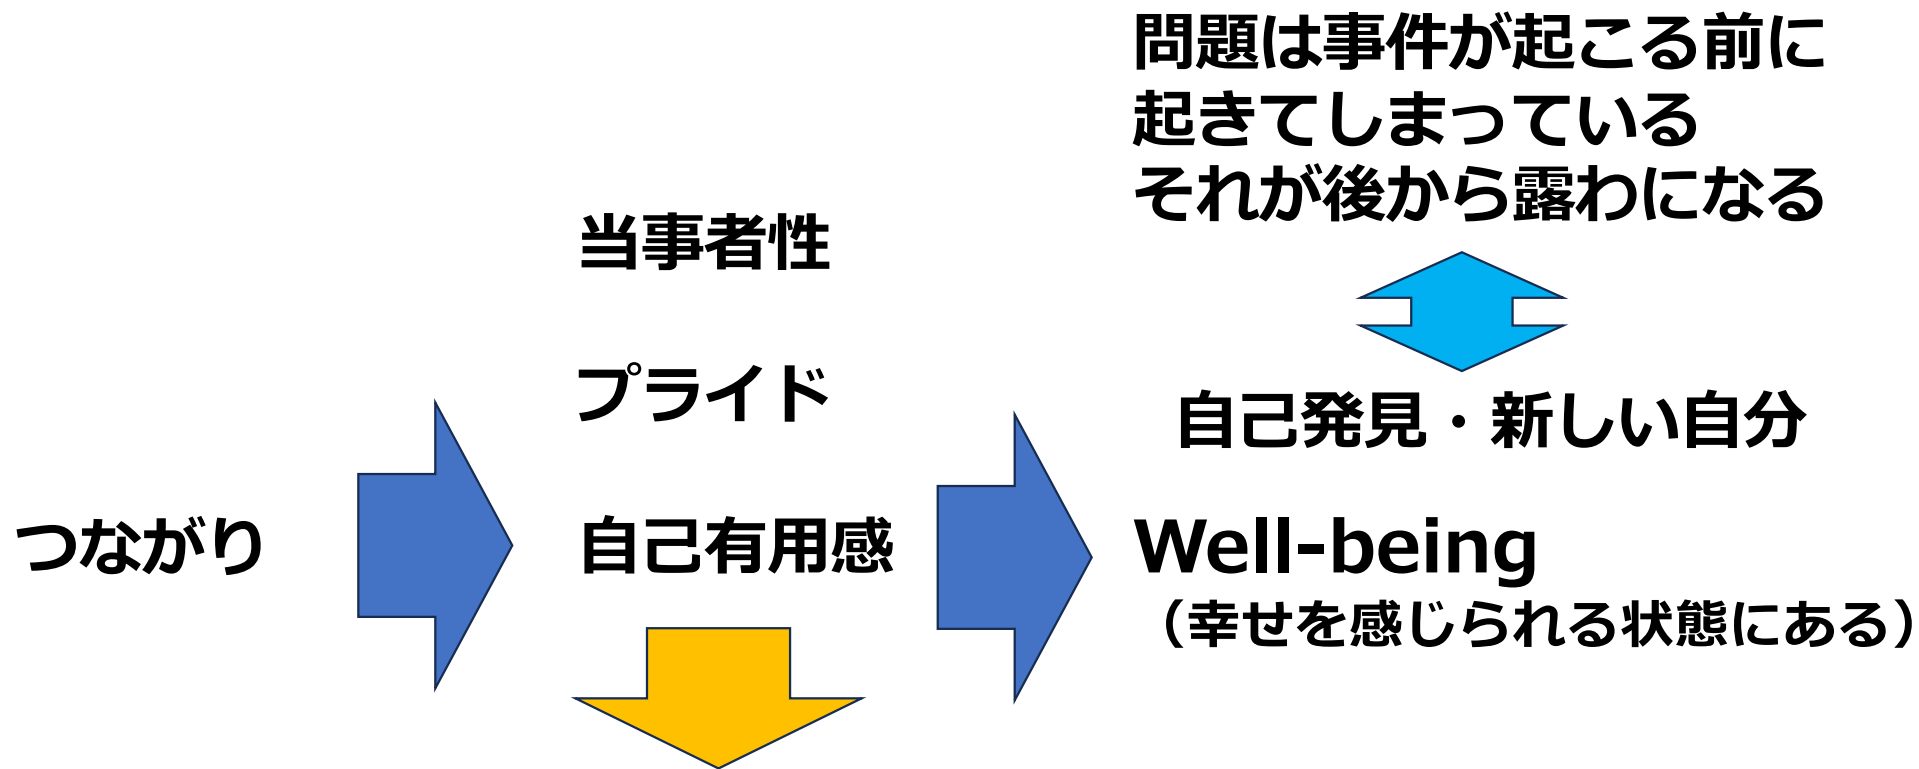 問題は事件が起こる前に
起きてしまっている
それが後から露わになる
当事者性
プライド
自己発見・新しい自分
つながり
自己有用感
Well-being
（幸せを感じられる状態にある）